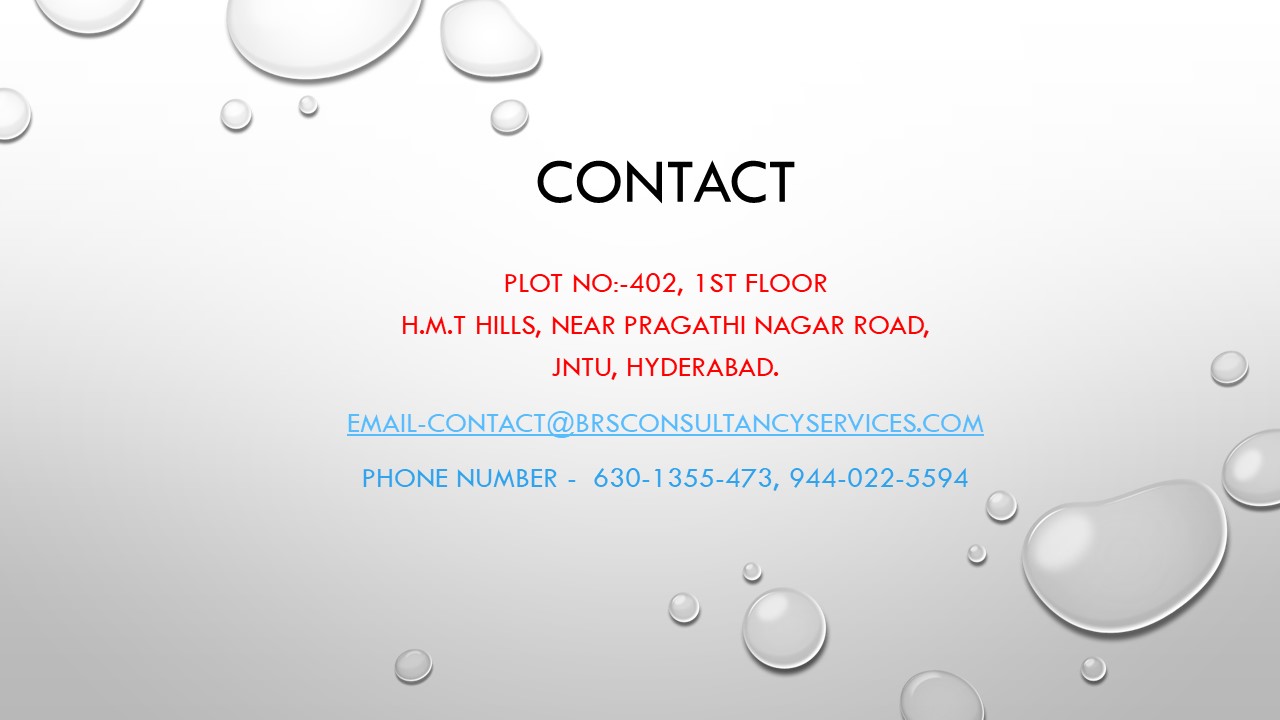 CONTACT
PLOT NO:-402, 1ST FLOOR
H.M.T HILLS, NEAR PRAGATHI NAGAR ROAD,
JNTU, HYDERABAD.
EMAIL-CONTACT@BRSCONSULTANCYSERVICES.COM
PHONE NUMBER -  630-1355-473, 944-022-5594